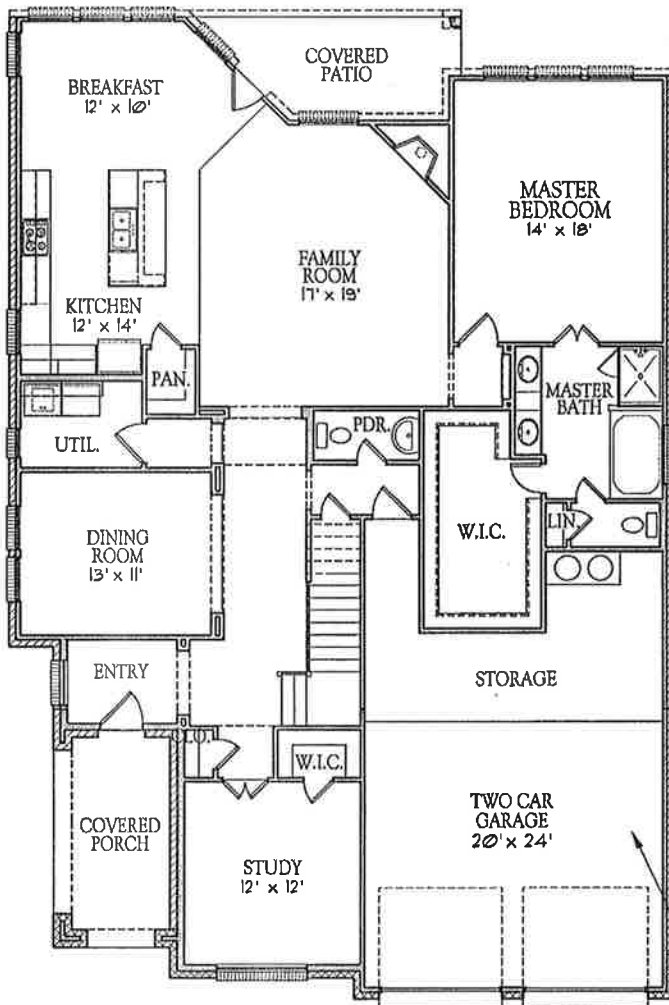 COVERED
PATIO
BREAKFAST
12' x 10'
MASTER
BEDROOM
14' x 18'
FAMILY
ROOM
17' x 19'
KITCHEN
12' x 14'
PAN.
MASTER
BATH
PDR.
UTIL.
W.I.C.
LIN.
DINING
ROOM
13' x 11'
ENTRY
STORAGE
W.I.C.
COVERED
PORCH
STUDY
12' x 12'
TWO CAR
GARAGE
20' x 24'